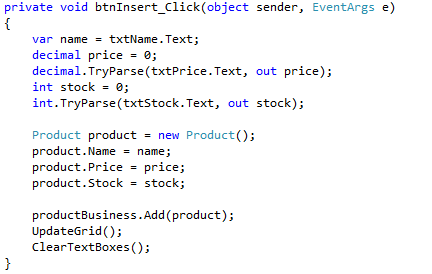 private void btnInsert_Click(object sender, EventArgs e)
{
    var name = txtName.Text;
    decimal price = 0;
    decimal.TryParse(txtPrice.Text, out price);
    int stock = 0;
    int.TryParse(txtStock.Text, out stock);

    Product product = new Product();
    product.Name = name;
    product.Price = price;
    product.Stock = stock;

    productBusiness.Add(product);
    UpdateGrid();
    ClearTextBoxes();
}